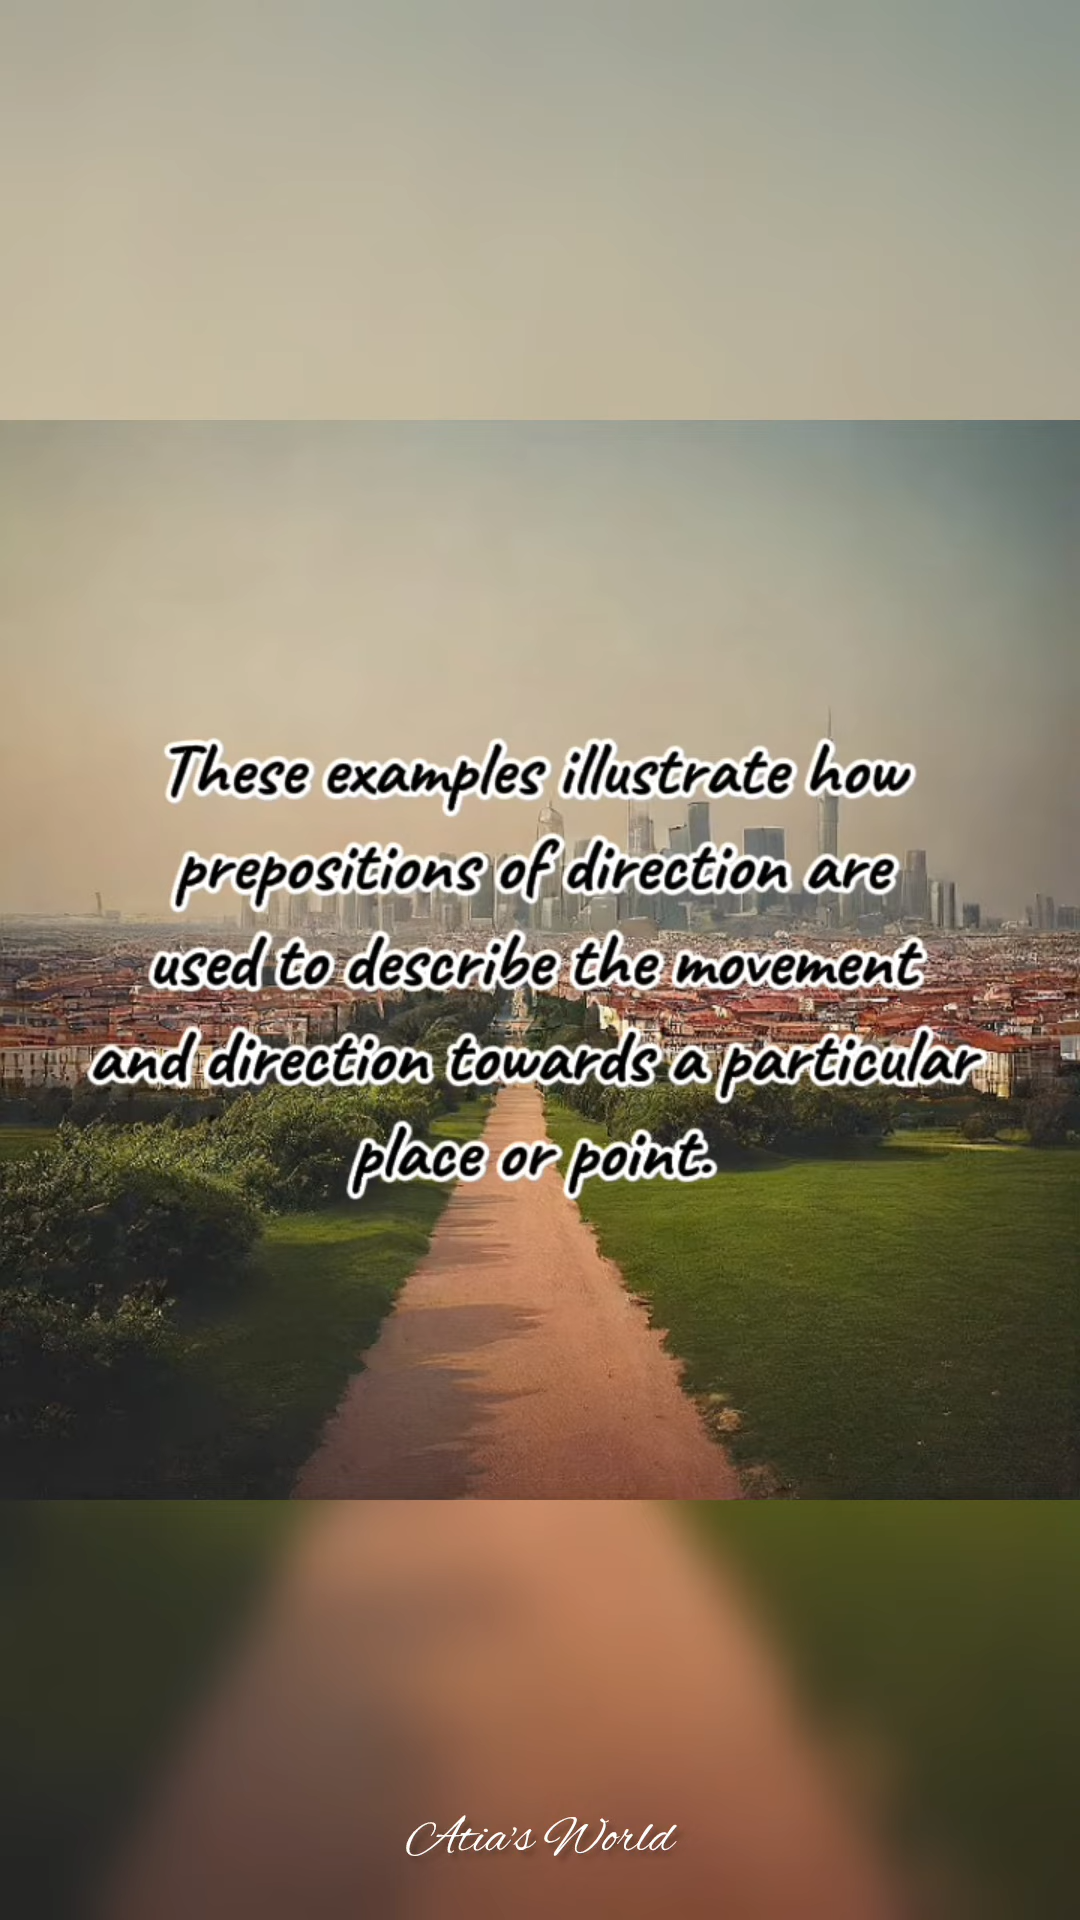 These examples illustrate how
prepositions of direction are
used to describe the movement
and direction towards a particular
place or point.
Atia's World